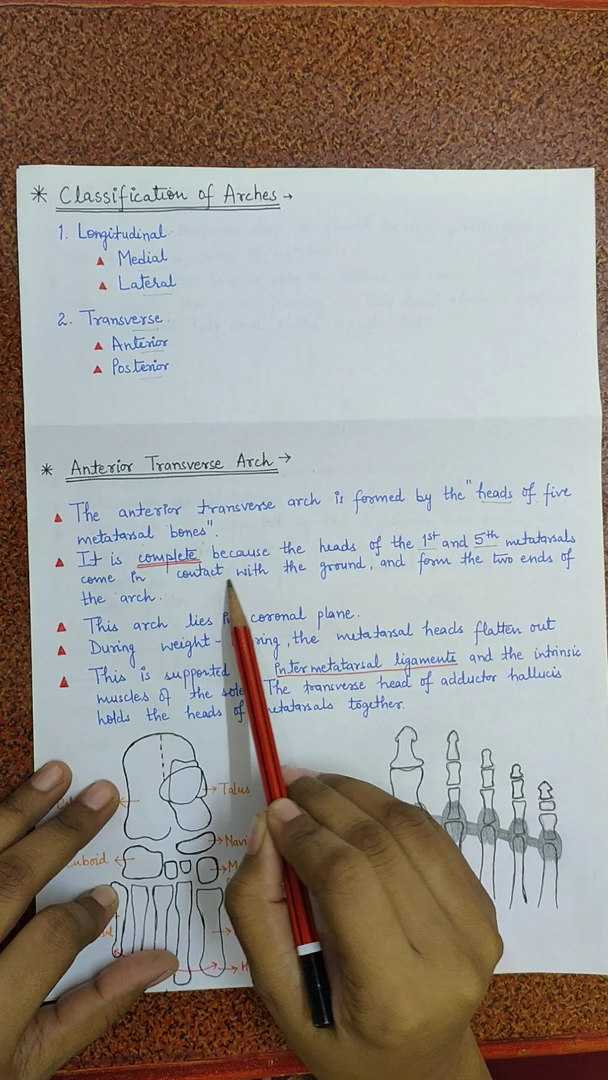 * Classification of Arches →
1. Longitudinal
▲ Medial
▲ Lateral
2. Transverse
▲ Anterior
▲ Posterior
* Anterior Transverse Arch →
▲ The anterior transverse arch is formed by the "heads of five
metatarsal bones".
▲ It is complete because the heads of the 1st and 5th metatarsals
come in contact with the ground, and form the two ends of
the arch.
▲ This arch lies coronal plane.
▲ During weight- the metatarsal heads flatten out
▲ This is supported intermetatarsal ligaments and the intrinsic
muscles of the sole The transverse head of adductor hallucis
holds the heads of metatarsals together.
→ Talus
→